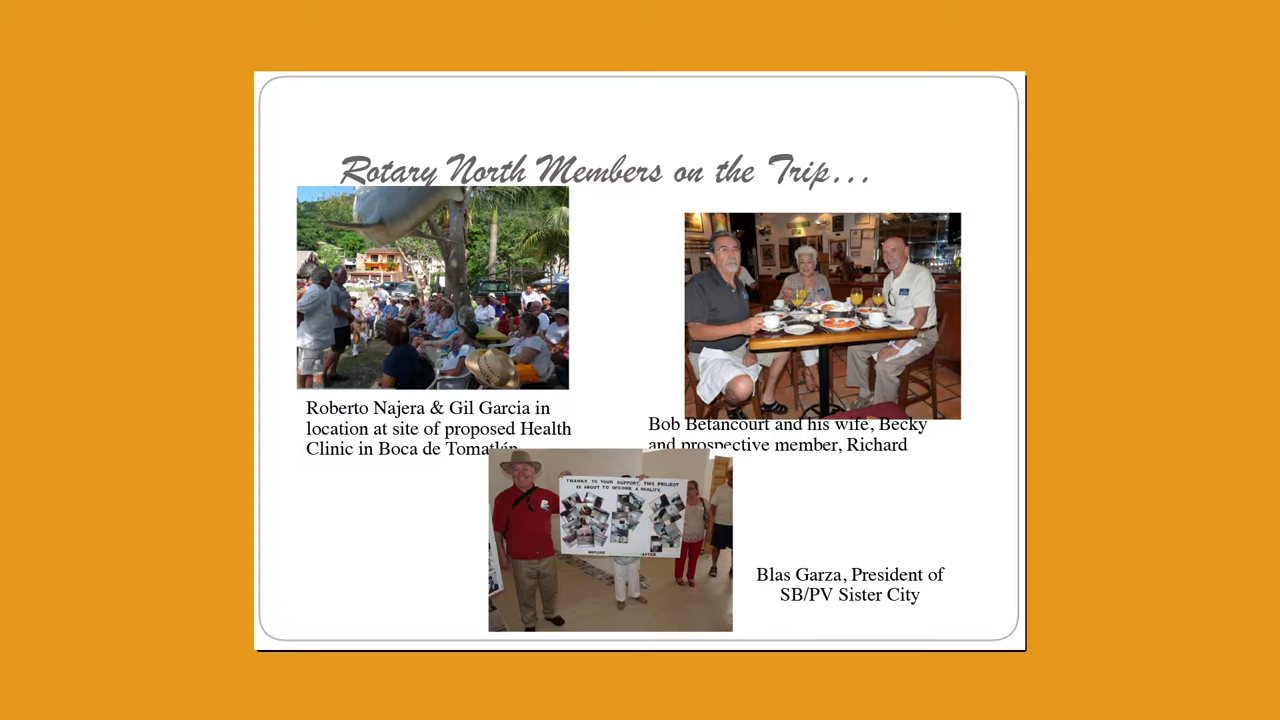 Rotary North Members on the Trip...
Roberto Najera & Gil Garcia in
location at site of proposed Health
Clinic in Boca de Tomatlán
Bob Betancourt and his wife, Becky
and prospective member, Richard
THANKS TO YOUR SUPPORT, THIS PROJECT
IS ABOUT TO BECOME A REALITY.
BEFORE AFTER
Blas Garza, President of
SB/PV Sister City